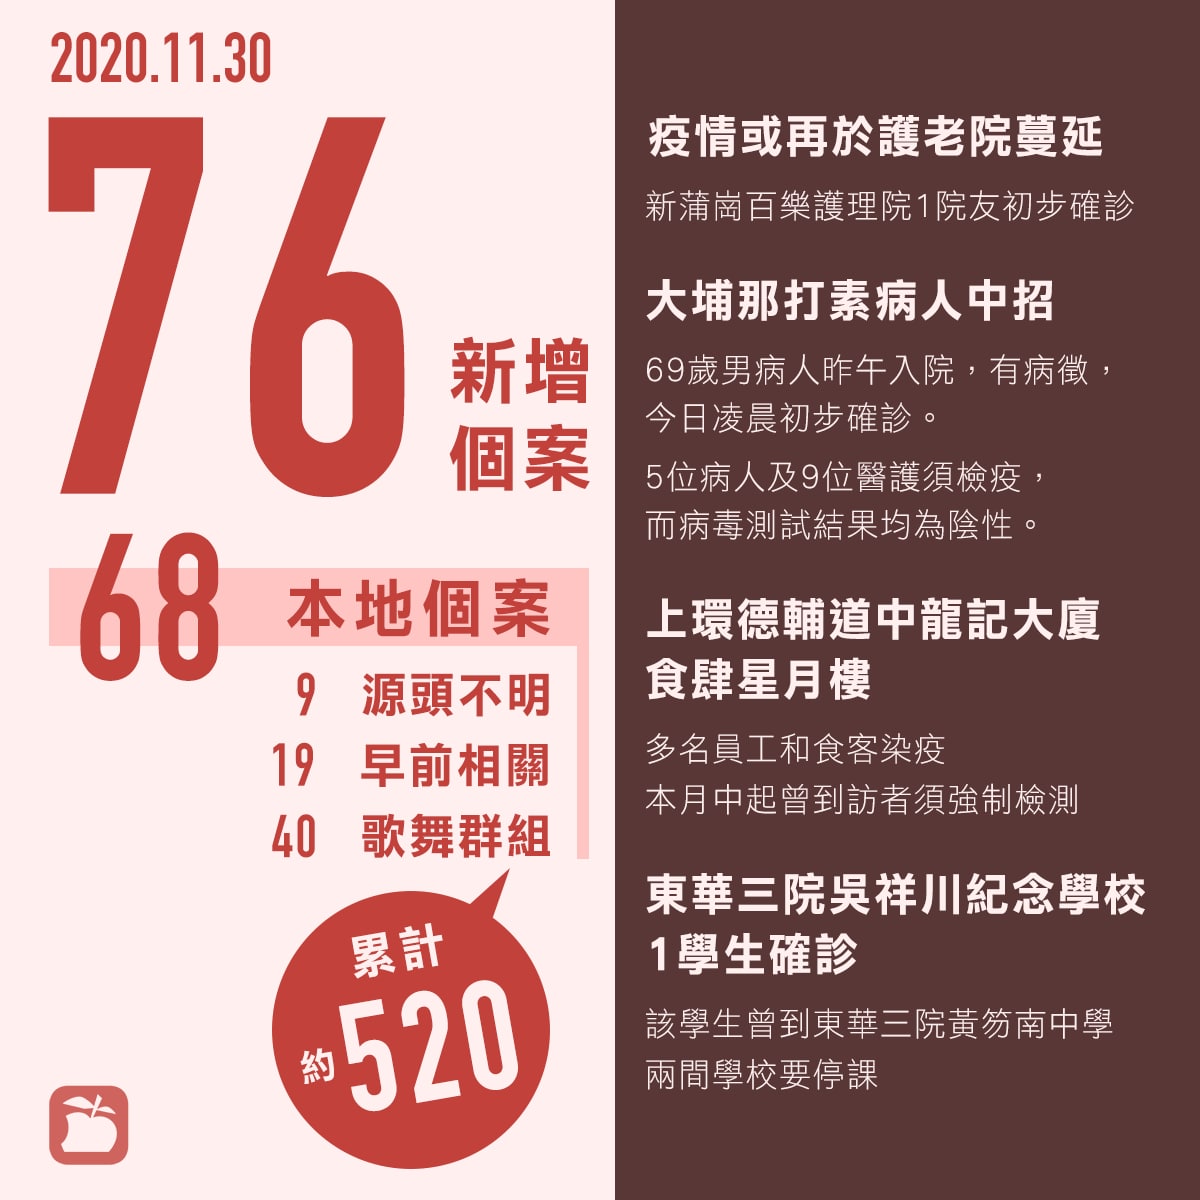 2020.11.30
76
新增
個案
68 本地個案
9 源頭不明
19 早前相關
40 歌舞群組
累計
約520
疫情或再於護老院蔓延
新蒲崗百樂護理院1院友初步確診
大埔那打素病人中招
69歲男病人昨午入院，有病徵，
今日凌晨初步確診。
5位病人及9位醫護須檢疫，
而病毒測試結果均為陰性。
上環德輔道中龍記大廈
食肆星月樓
多名員工和食客染疫
本月中起曾到訪者須強制檢測
東華三院吳祥川紀念學校
1學生確診
該學生曾到東華三院黃笏南中學
兩間學校要停課